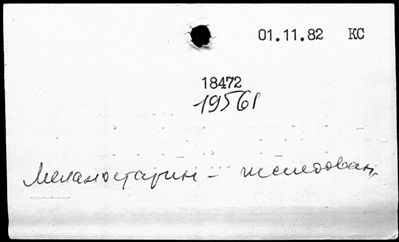 01.11.82 КС
18472
19561
Меланостатин – исследован.